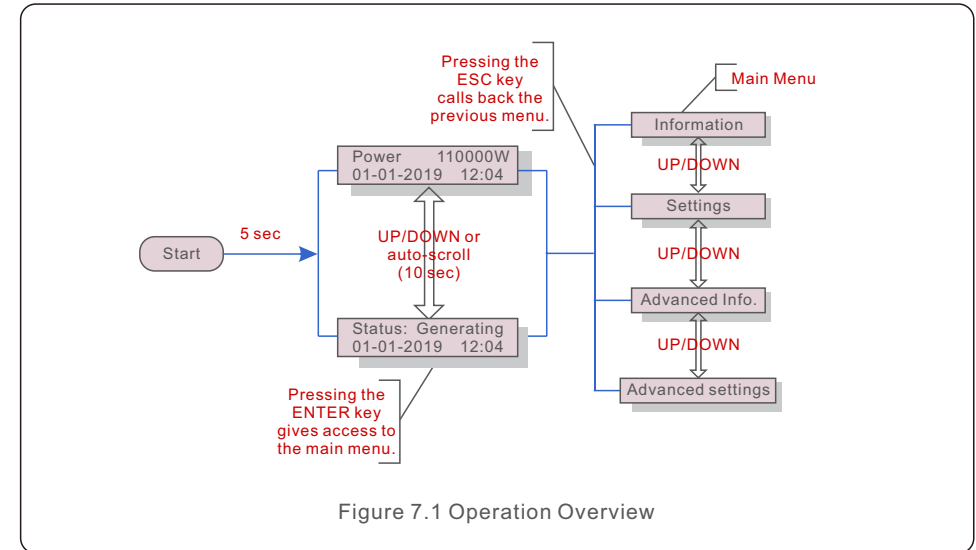 Pressing the
ESC key
calls back the
previous menu.
Main Menu
Information
UP/DOWN
Power 110000W
01-01-2019 12:04
Settings
Start
5 sec
UP/DOWN or
auto-scroll
(10 sec)
UP/DOWN
Advanced Info.
Status: Generating
01-01-2019 12:04
UP/DOWN
Advanced settings
Pressing the
ENTER key
gives access to
the main menu.
Figure 7.1 Operation Overview